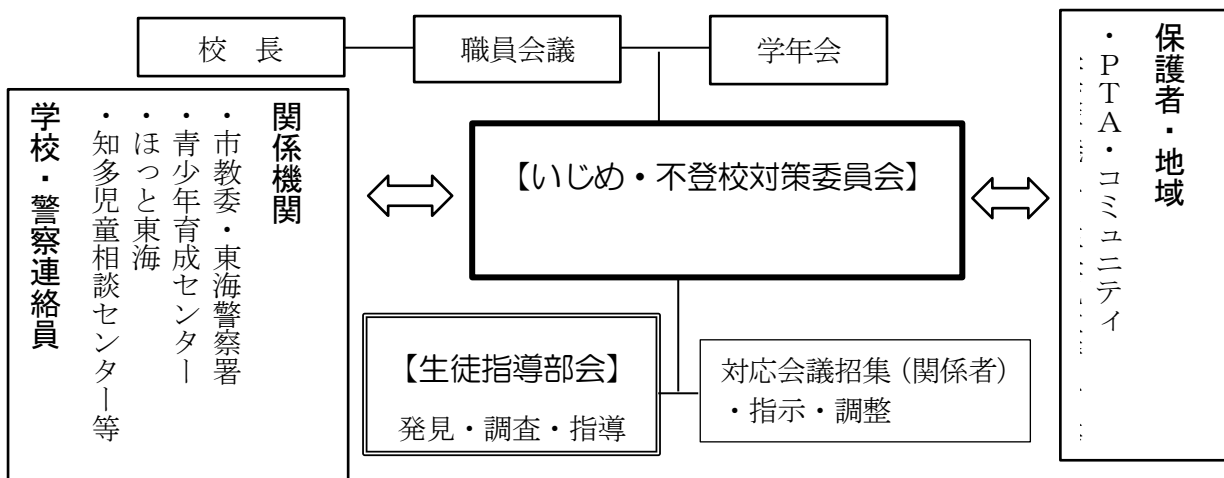 校　長
職員会議
学年会
関係機関
・市教委・東海警察署
・青少年育成センター
・ほっと東海
・知多児童相談センター等
学校・警察連絡員
【いじめ・不登校対策委員会】
保護者・地域
・ＰＴＡ・コミュニティ
【生徒指導部会】
発見・調査・指導
対応会議招集（関係者）
・指示・調整